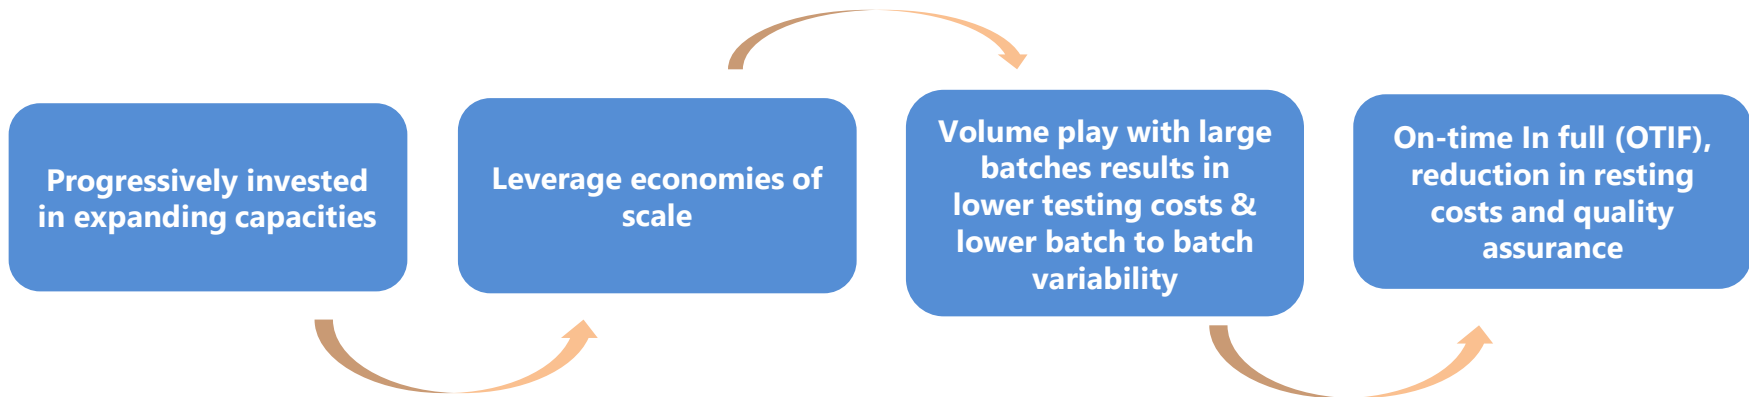 Progressively invested
in expanding capacities
Leverage economies of
scale
Volume play with large
batches results in
lower testing costs &
lower batch to batch
variability
On-time In full (OTIF),
reduction in resting
costs and quality
assurance